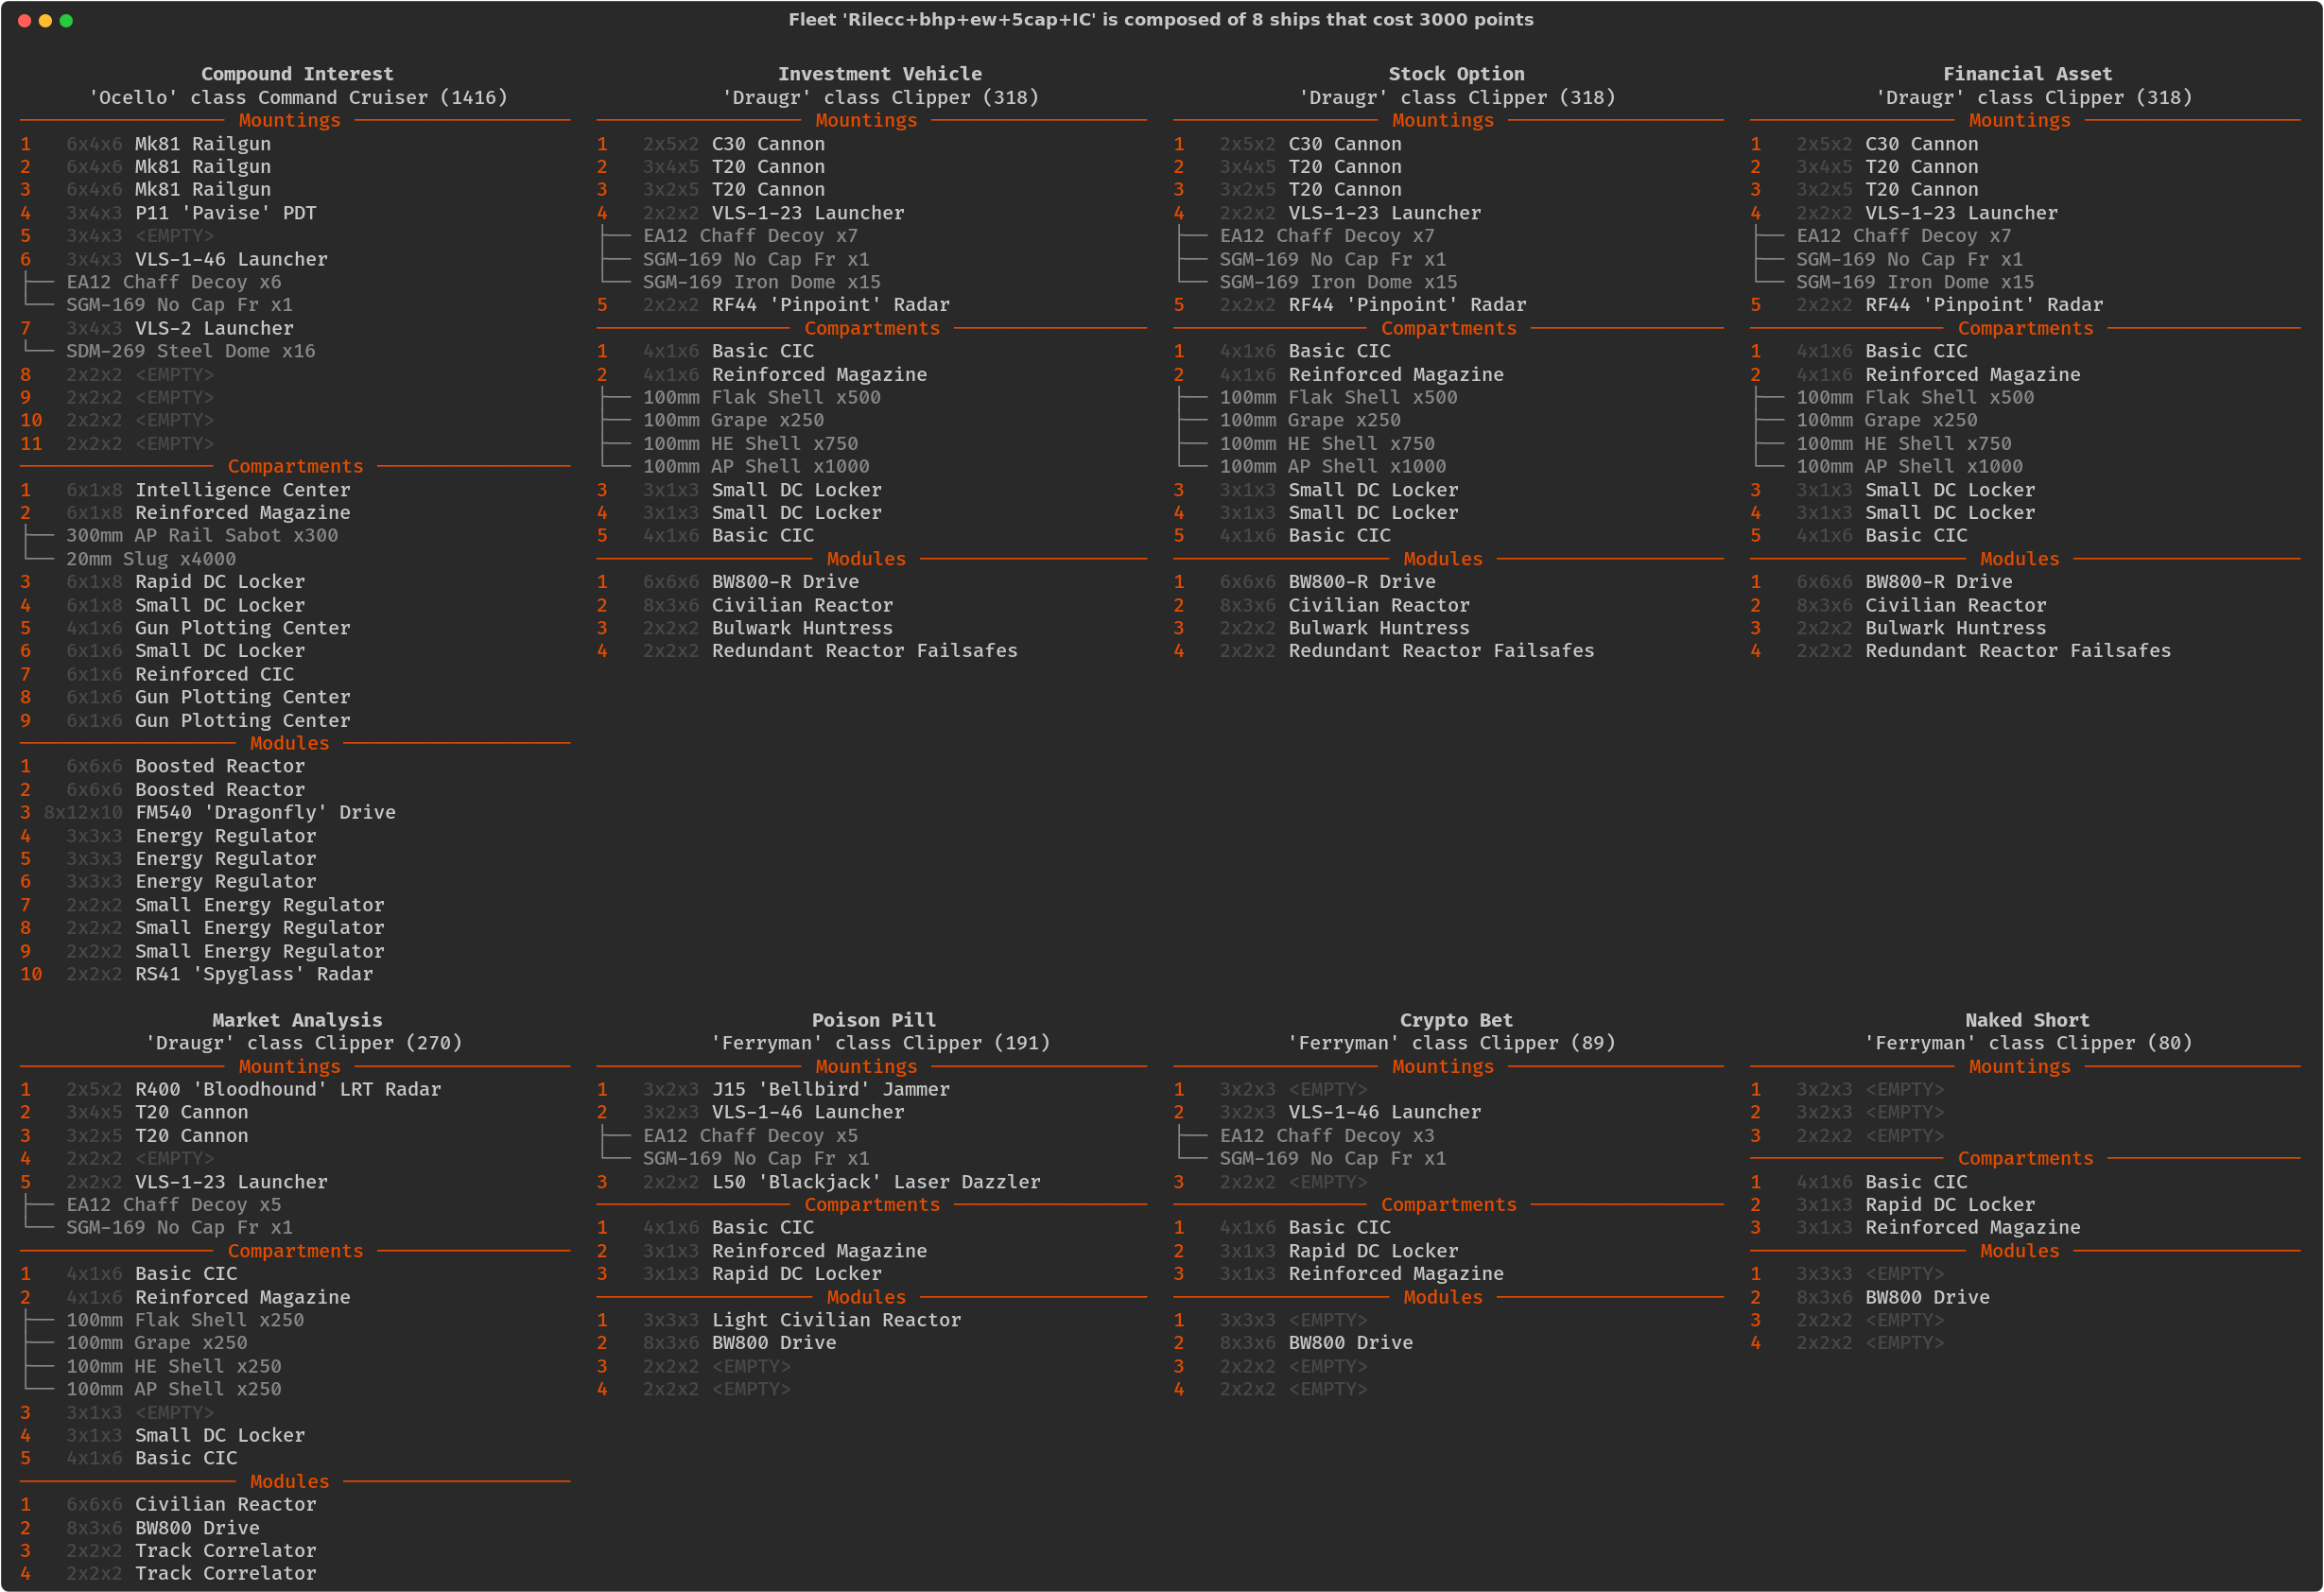 Fleet 'Rilecc+bhp+ew+5cap+IC' is composed of 8 ships that cost 3000 points
Compound Interest
'Ocello' class Command Cruiser (1416)
Mountings
1 6x4x6 Mk81 Railgun
2 6x4x6 Mk81 Railgun
3 6x4x6 Mk81 Railgun
4 3x4x3 P11 'Pavise' PDT
5 3x4x3 <EMPTY>
6 3x4x3 VLS-1-46 Launcher
├── EA12 Chaff Decoy x6
└── SGM-169 No Cap Fr x1
7 3x4x3 VLS-2 Launcher
└── SDM-269 Steel Dome x16
8 2x2x2 <EMPTY>
9 2x2x2 <EMPTY>
10 2x2x2 <EMPTY>
11 2x2x2 <EMPTY>
Compartments
1 6x1x8 Intelligence Center
2 6x1x8 Reinforced Magazine
├── 300mm AP Rail Sabot x300
└── 20mm Slug x4000
3 6x1x8 Rapid DC Locker
4 6x1x8 Small DC Locker
5 4x1x6 Gun Plotting Center
6 6x1x6 Small DC Locker
7 6x1x6 Reinforced CIC
8 6x1x6 Gun Plotting Center
9 6x1x6 Gun Plotting Center
Modules
1 6x6x6 Boosted Reactor
2 6x6x6 Boosted Reactor
3 8x12x10 FM540 'Dragonfly' Drive
4 3x3x3 Energy Regulator
5 3x3x3 Energy Regulator
6 3x3x3 Energy Regulator
7 2x2x2 Small Energy Regulator
8 2x2x2 Small Energy Regulator
9 2x2x2 Small Energy Regulator
10 2x2x2 RS41 'Spyglass' Radar
Investment Vehicle
'Draugr' class Clipper (318)
Mountings
1 2x5x2 C30 Cannon
2 3x4x5 T20 Cannon
3 3x2x5 T20 Cannon
4 2x2x2 VLS-1-23 Launcher
├── EA12 Chaff Decoy x7
├── SGM-169 No Cap Fr x1
└── SGM-169 Iron Dome x15
5 2x2x2 RF44 'Pinpoint' Radar
Compartments
1 4x1x6 Basic CIC
2 4x1x6 Reinforced Magazine
├── 100mm Flak Shell x500
├── 100mm Grape x250
├── 100mm HE Shell x750
└── 100mm AP Shell x1000
3 3x1x3 Small DC Locker
4 3x1x3 Small DC Locker
5 4x1x6 Basic CIC
Modules
1 6x6x6 BW800-R Drive
2 8x3x6 Civilian Reactor
3 2x2x2 Bulwark Huntress
4 2x2x2 Redundant Reactor Failsafes
Stock Option
'Draugr' class Clipper (318)
Mountings
1 2x5x2 C30 Cannon
2 3x4x5 T20 Cannon
3 3x2x5 T20 Cannon
4 2x2x2 VLS-1-23 Launcher
├── EA12 Chaff Decoy x7
├── SGM-169 No Cap Fr x1
└── SGM-169 Iron Dome x15
5 2x2x2 RF44 'Pinpoint' Radar
Compartments
1 4x1x6 Basic CIC
2 4x1x6 Reinforced Magazine
├── 100mm Flak Shell x500
├── 100mm Grape x250
├── 100mm HE Shell x750
└── 100mm AP Shell x1000
3 3x1x3 Small DC Locker
4 3x1x3 Small DC Locker
5 4x1x6 Basic CIC
Modules
1 6x6x6 BW800-R Drive
2 8x3x6 Civilian Reactor
3 2x2x2 Bulwark Huntress
4 2x2x2 Redundant Reactor Failsafes
Financial Asset
'Draugr' class Clipper (318)
Mountings
1 2x5x2 C30 Cannon
2 3x4x5 T20 Cannon
3 3x2x5 T20 Cannon
4 2x2x2 VLS-1-23 Launcher
├── EA12 Chaff Decoy x7
├── SGM-169 No Cap Fr x1
└── SGM-169 Iron Dome x15
5 2x2x2 RF44 'Pinpoint' Radar
Compartments
1 4x1x6 Basic CIC
2 4x1x6 Reinforced Magazine
├── 100mm Flak Shell x500
├── 100mm Grape x250
├── 100mm HE Shell x750
└── 100mm AP Shell x1000
3 3x1x3 Small DC Locker
4 3x1x3 Small DC Locker
5 4x1x6 Basic CIC
Modules
1 6x6x6 BW800-R Drive
2 8x3x6 Civilian Reactor
3 2x2x2 Bulwark Huntress
4 2x2x2 Redundant Reactor Failsafes
Market Analysis
'Draugr' class Clipper (270)
Mountings
1 2x5x2 R400 'Bloodhound' LRT Radar
2 3x4x5 T20 Cannon
3 3x2x5 T20 Cannon
4 2x2x2 <EMPTY>
5 2x2x2 VLS-1-23 Launcher
├── EA12 Chaff Decoy x5
└── SGM-169 No Cap Fr x1
Compartments
1 4x1x6 Basic CIC
2 4x1x6 Reinforced Magazine
├── 100mm Flak Shell x250
├── 100mm Grape x250
├── 100mm HE Shell x250
└── 100mm AP Shell x250
3 3x1x3 <EMPTY>
4 3x1x3 Small DC Locker
5 4x1x6 Basic CIC
Modules
1 6x6x6 Civilian Reactor
2 8x3x6 BW800 Drive
3 2x2x2 Track Correlator
4 2x2x2 Track Correlator
Poison Pill
'Ferryman' class Clipper (191)
Mountings
1 3x2x3 J15 'Bellbird' Jammer
2 3x2x3 VLS-1-46 Launcher
├── EA12 Chaff Decoy x5
└── SGM-169 No Cap Fr x1
3 2x2x2 L50 'Blackjack' Laser Dazzler
Compartments
1 4x1x6 Basic CIC
2 3x1x3 Reinforced Magazine
3 3x1x3 Rapid DC Locker
Modules
1 3x3x3 Light Civilian Reactor
2 8x3x6 BW800 Drive
3 2x2x2 <EMPTY>
4 2x2x2 <EMPTY>
Crypto Bet
'Ferryman' class Clipper (89)
Mountings
1 3x2x3 <EMPTY>
2 3x2x3 VLS-1-46 Launcher
├── EA12 Chaff Decoy x3
└── SGM-169 No Cap Fr x1
3 2x2x2 <EMPTY>
Compartments
1 4x1x6 Basic CIC
2 3x1x3 Rapid DC Locker
3 3x1x3 Reinforced Magazine
Modules
1 3x3x3 <EMPTY>
2 8x3x6 BW800 Drive
3 2x2x2 <EMPTY>
4 2x2x2 <EMPTY>
Naked Short
'Ferryman' class Clipper (80)
Mountings
1 3x2x3 <EMPTY>
2 3x2x3 <EMPTY>
3 2x2x2 <EMPTY>
Compartments
1 4x1x6 Basic CIC
2 3x1x3 Rapid DC Locker
3 3x1x3 Reinforced Magazine
Modules
1 3x3x3 <EMPTY>
2 8x3x6 BW800 Drive
3 2x2x2 <EMPTY>
4 2x2x2 <EMPTY>